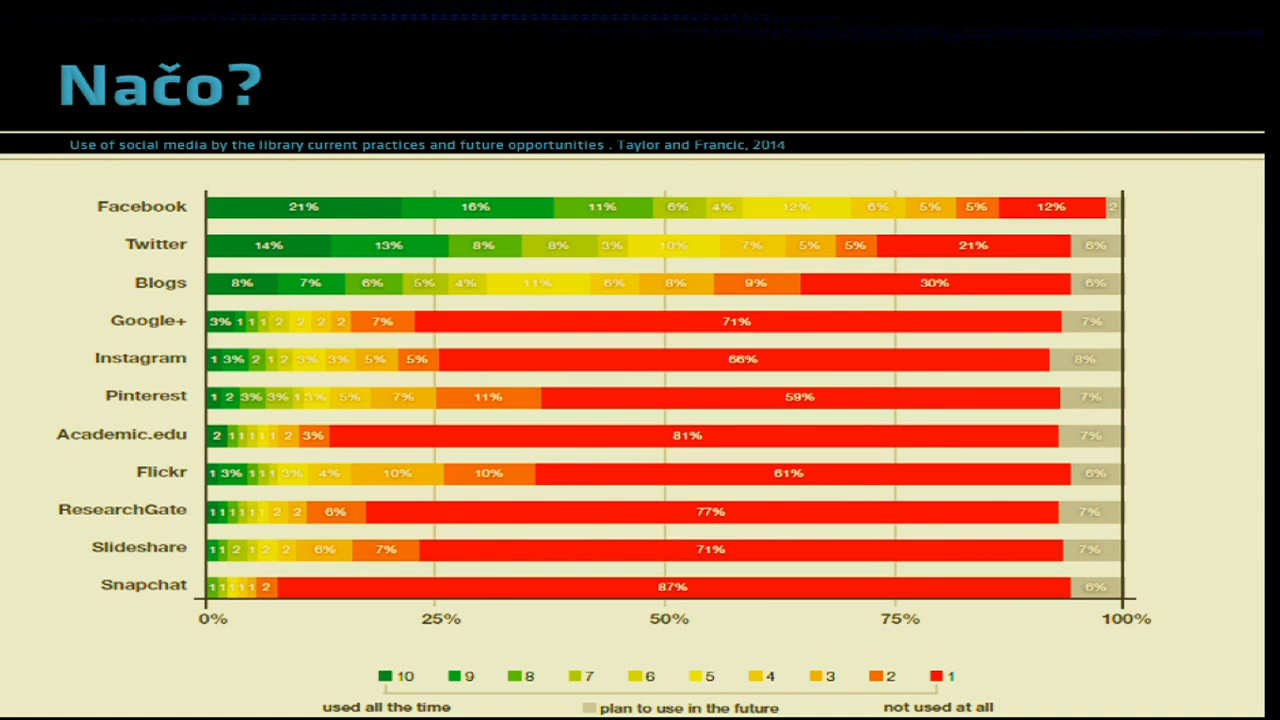 Načo?
Use of social media by the library current practices and future opportunities . Taylor and Francic, 2014
Facebook 21% 16% 11% 6% 4% 12% 6% 5% 5% 12% 2
Twitter 14% 13% 8% 8% 3% 10% 7% 5% 5% 21% 6%
Blogs 8% 7% 6% 5% 4% 11% 6% 8% 9% 30% 6%
Google+ 3% 1 1 1 2 2 2 2 7% 71% 7%
Instagram 1 3% 2 1 2 3% 3% 5% 5% 66% 8%
Pinterest 1 2 3% 3% 1 3% 5% 7% 11% 59% 7%
Academic.edu 2 1 1 1 1 1 2 3% 81% 7%
Flickr 1 3% 1 1 1 3% 4% 10% 10% 61% 6%
ResearchGate 1 1 1 1 1 1 2 2 6% 77% 7%
Slideshare 1 1 2 1 2 2 6% 7% 71% 7%
Snapchat 1 1 1 1 1 2 87% 6%
0% 25% 50% 75% 100%
10 9 8 7 6 5 4 3 2 1
used all the time plan to use in the future not used at all